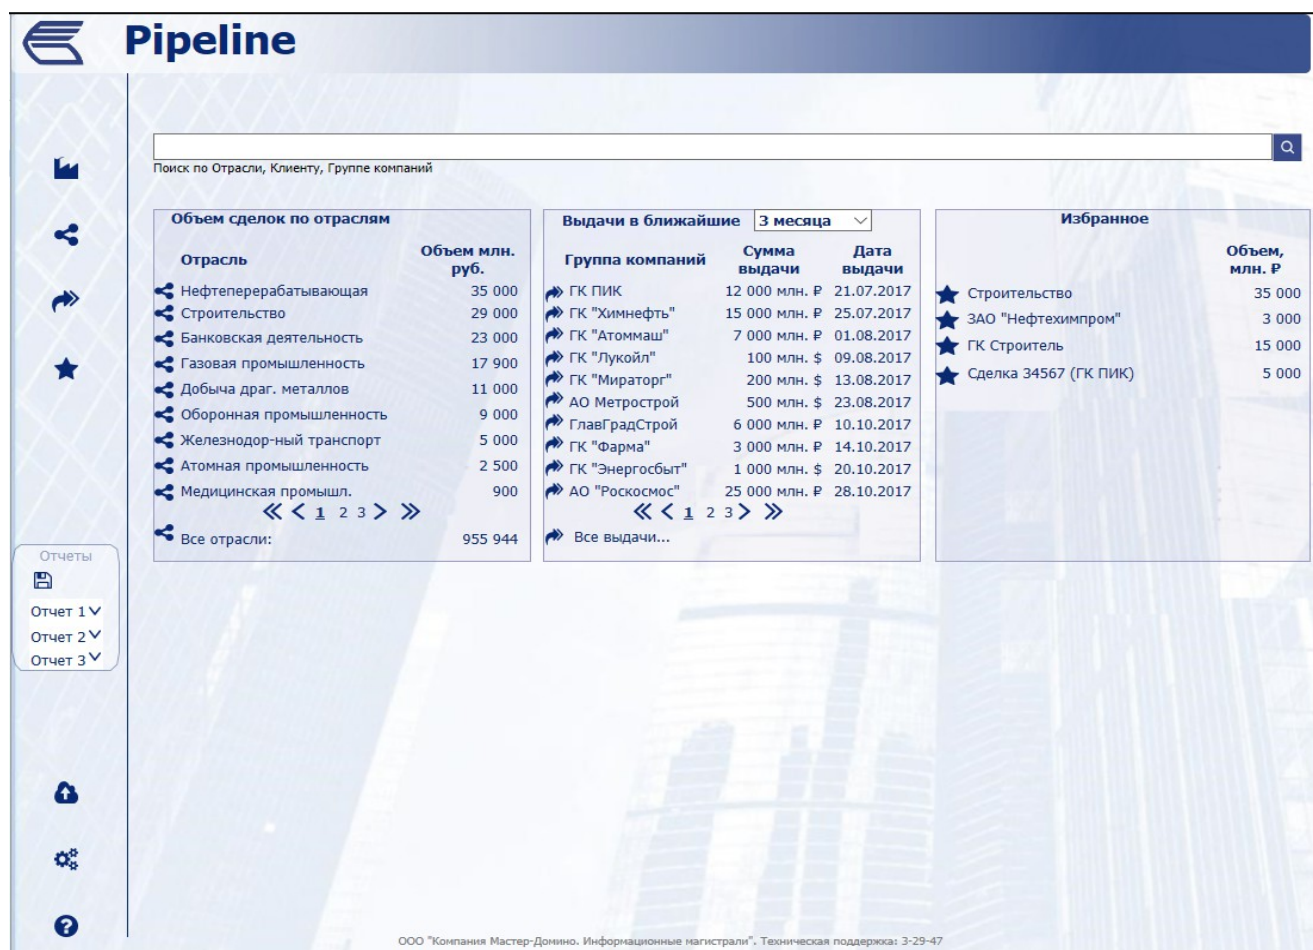 Pipeline
Поиск по Отрасли, Клиенту, Группе компаний
Объем сделок по отраслям
Отрасль Объем млн. руб.
Нефтеперерабатывающая 35 000
Строительство 29 000
Банковская деятельность 23 000
Газовая промышленность 17 900
Добыча драг. металлов 11 000
Оборонная промышленность 9 000
Железнодор-ный транспорт 5 000
Атомная промышленность 2 500
Медицинская промышл. 900
1 2 3
Все отрасли: 955 944
Выдачи в ближайшие 3 месяца
Группа компаний Сумма выдачи Дата выдачи
ГК ПИК 12 000 млн. ₽ 21.07.2017
ГК "Химнефть" 15 000 млн. ₽ 25.07.2017
ГК "Атоммаш" 7 000 млн. ₽ 01.08.2017
ГК "Лукойл" 100 млн. $ 09.08.2017
ГК "Мираторг" 200 млн. $ 13.08.2017
АО Метрострой 500 млн. $ 23.08.2017
ГлавГрадСтрой 6 000 млн. ₽ 10.10.2017
ГК "Фарма" 3 000 млн. ₽ 14.10.2017
ГК "Энергосбыт" 1 000 млн. $ 20.10.2017
АО "Роскосмос" 25 000 млн. ₽ 28.10.2017
1 2 3
Все выдачи...
Избранное
Объем, млн. ₽
Строительство 35 000
ЗАО "Нефтехимпром" 3 000
ГК Строитель 15 000
Сделка 34567 (ГК ПИК) 5 000
Отчеты
Отчет 1
Отчет 2
Отчет 3
ООО "Компания Мастер-Домино. Информационные магистрали". Техническая поддержка: 3-29-47